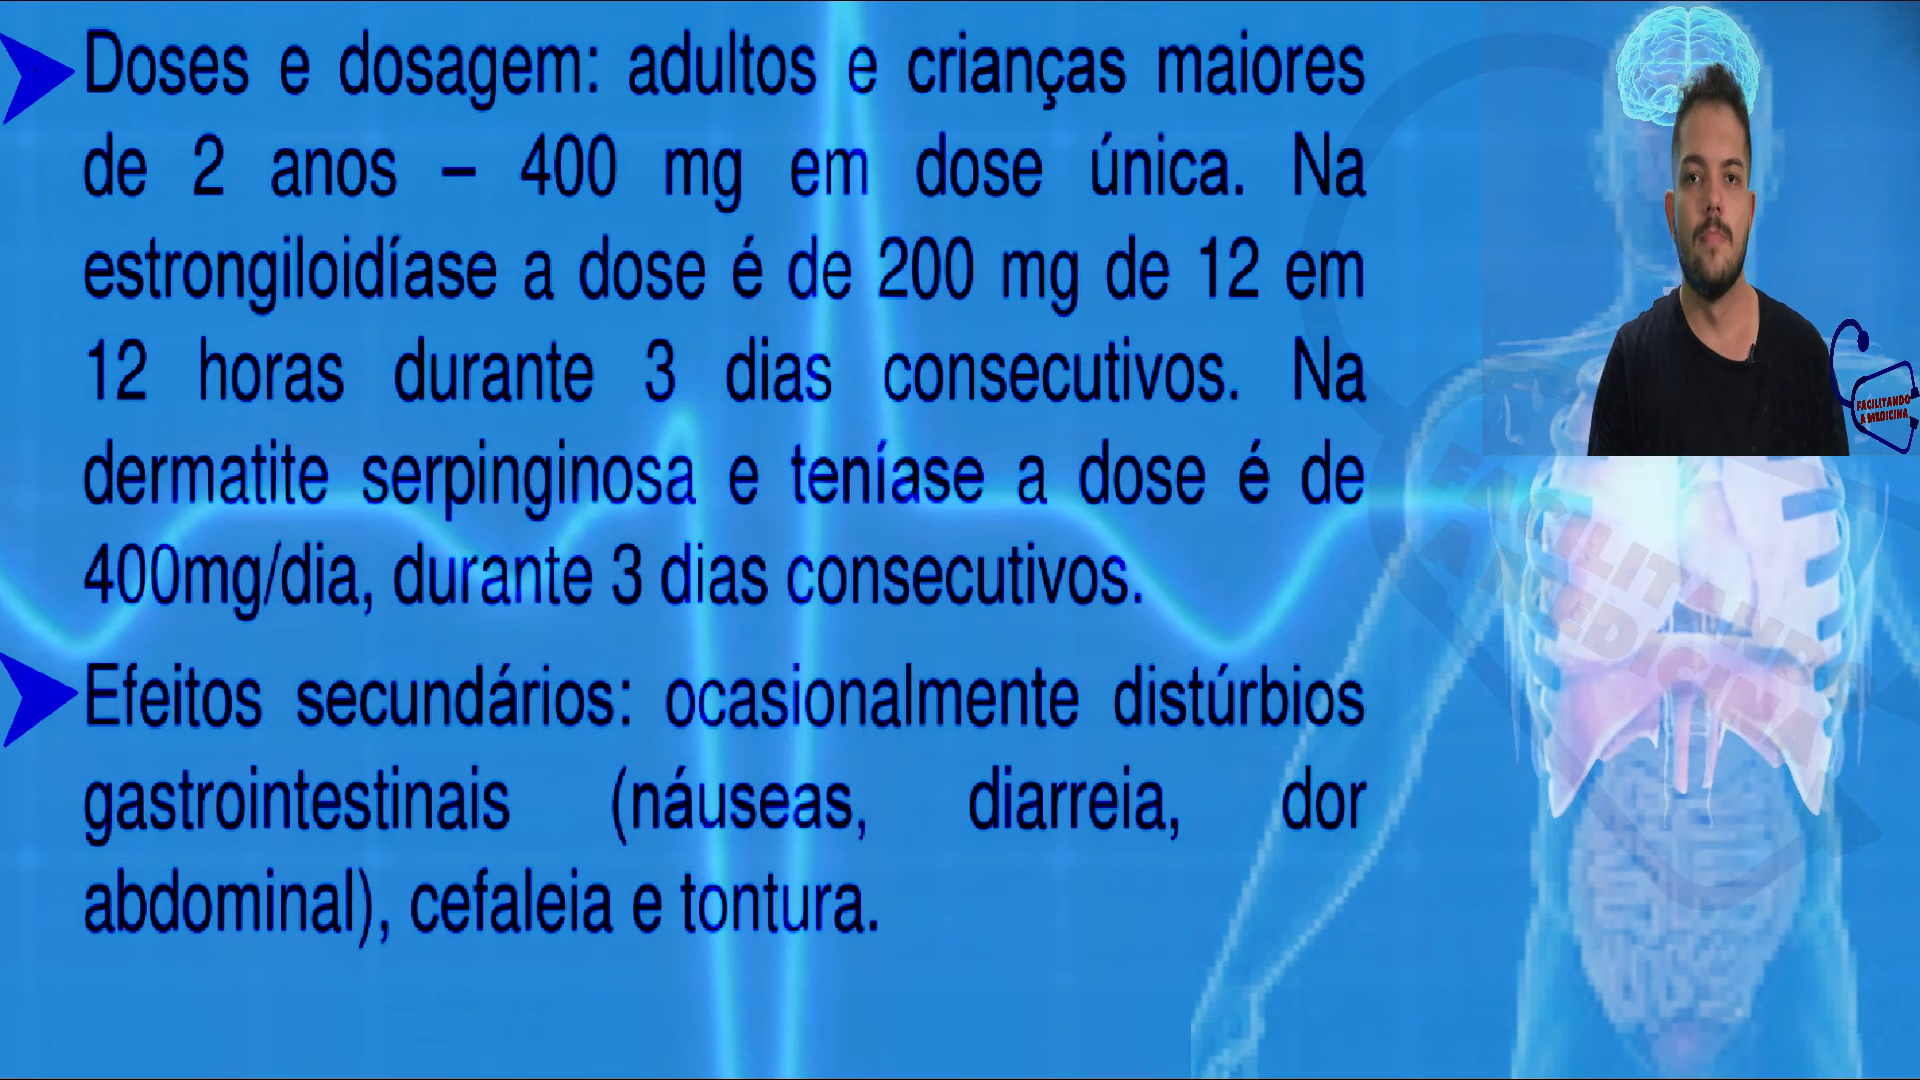 Doses e dosagem: adultos e crianças maiores
de 2 anos – 400 mg em dose única. Na
estrongiloidíase a dose é de 200 mg de 12 em
12 horas durante 3 dias consecutivos. Na
dermatite serpinginosa e teníase a dose é de
400mg/dia, durante 3 dias consecutivos.
Efeitos secundários: ocasionalmente distúrbios
gastrointestinais (náuseas, diarreia, dor
abdominal), cefaleia e tontura.
FACILITANDO
A MEDICINA
FACILITANDO
A MEDICINA